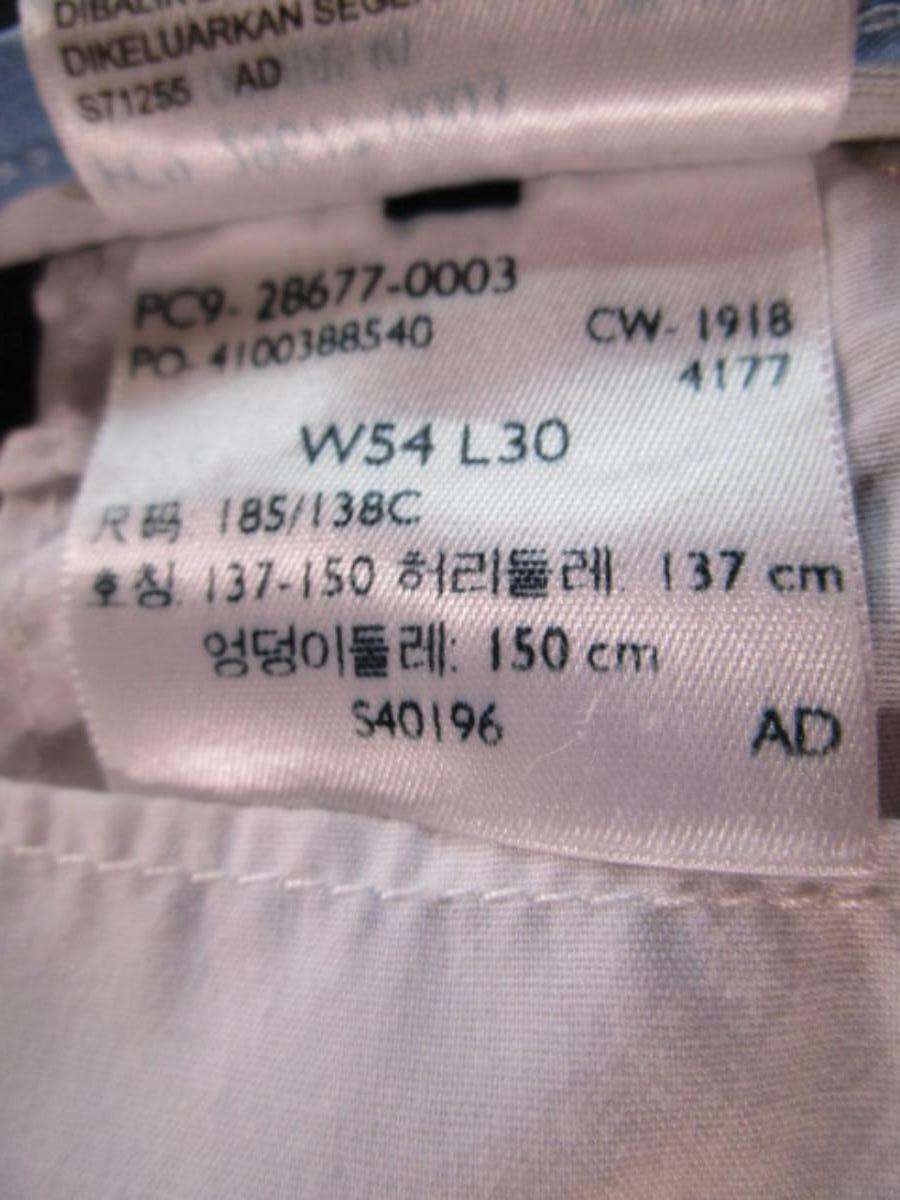 DIKELUARKAN
S71255 AD
PC9- 28677-0003
PO- 4100388540
CW- 1918
4177
W54 L30
尺码 185/138C
호칭: 137-150 허리둘레: 137 cm
엉덩이둘레: 150 cm
S40196 AD